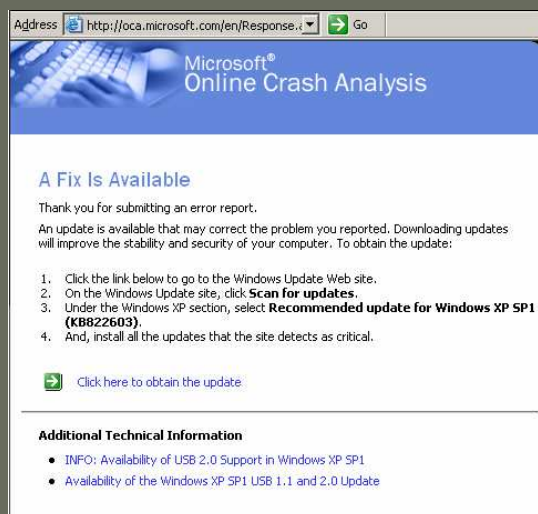 Address http://oca.microsoft.com/en/Response. Go
Microsoft®
Online Crash Analysis
A Fix Is Available
Thank you for submitting an error report.
An update is available that may correct the problem you reported. Downloading updates
will improve the stability and security of your computer. To obtain the update:
1. Click the link below to go to the Windows Update Web site.
2. On the Windows Update site, click Scan for updates.
3. Under the Windows XP section, select Recommended update for Windows XP SP1
(KB822603).
4. And, install all the updates that the site detects as critical.
Click here to obtain the update
Additional Technical Information
• INFO: Availability of USB 2.0 Support in Windows XP SP1
• Availability of the Windows XP SP1 USB 1.1 and 2.0 Update